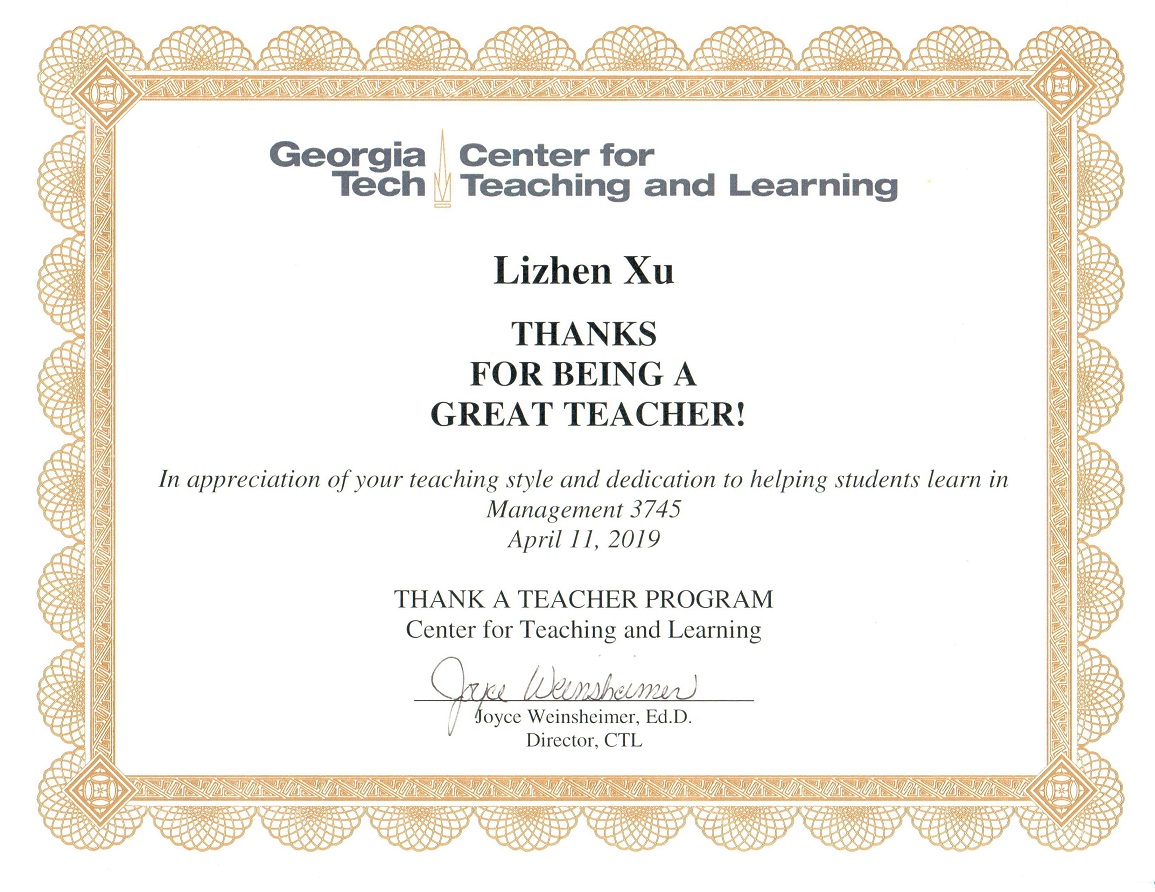 Georgia Tech Center for Teaching and Learning
Lizhen Xu
THANKS
FOR BEING A
GREAT TEACHER!
In appreciation of your teaching style and dedication to helping students learn in
Management 3745
April 11, 2019
THANK A TEACHER PROGRAM
Center for Teaching and Learning
Joyce Weinsheimer
Joyce Weinsheimer, Ed.D.
Director, CTL